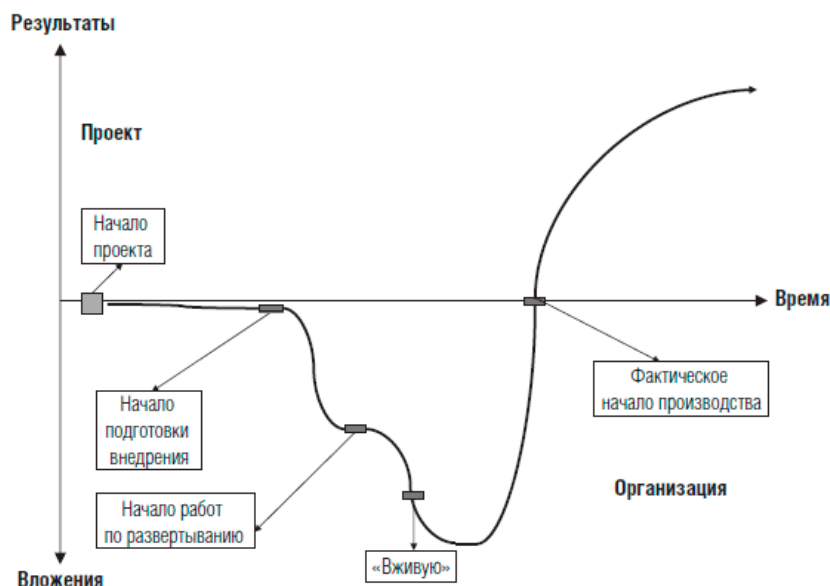 Результаты
Проект
Начало
проекта
Время
Фактическое
начало производства
Начало
подготовки
внедрения
Организация
Начало работ
по развертыванию
«Вживую»
Вложения